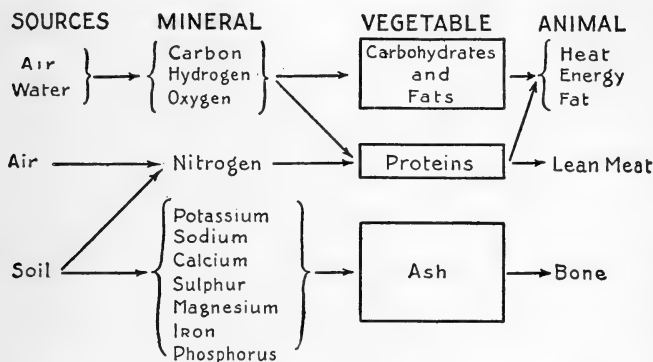 SOURCES MINERAL VEGETABLE ANIMAL
Air
Water
Carbon
Hydrogen
Oxygen
Carbohydrates
and
Fats
Heat
Energy
Fat
Air Nitrogen Proteins Lean Meat
Soil
Potassium
Sodium
Calcium
Sulphur
Magnesium
Iron
Phosphorus
Ash
Bone